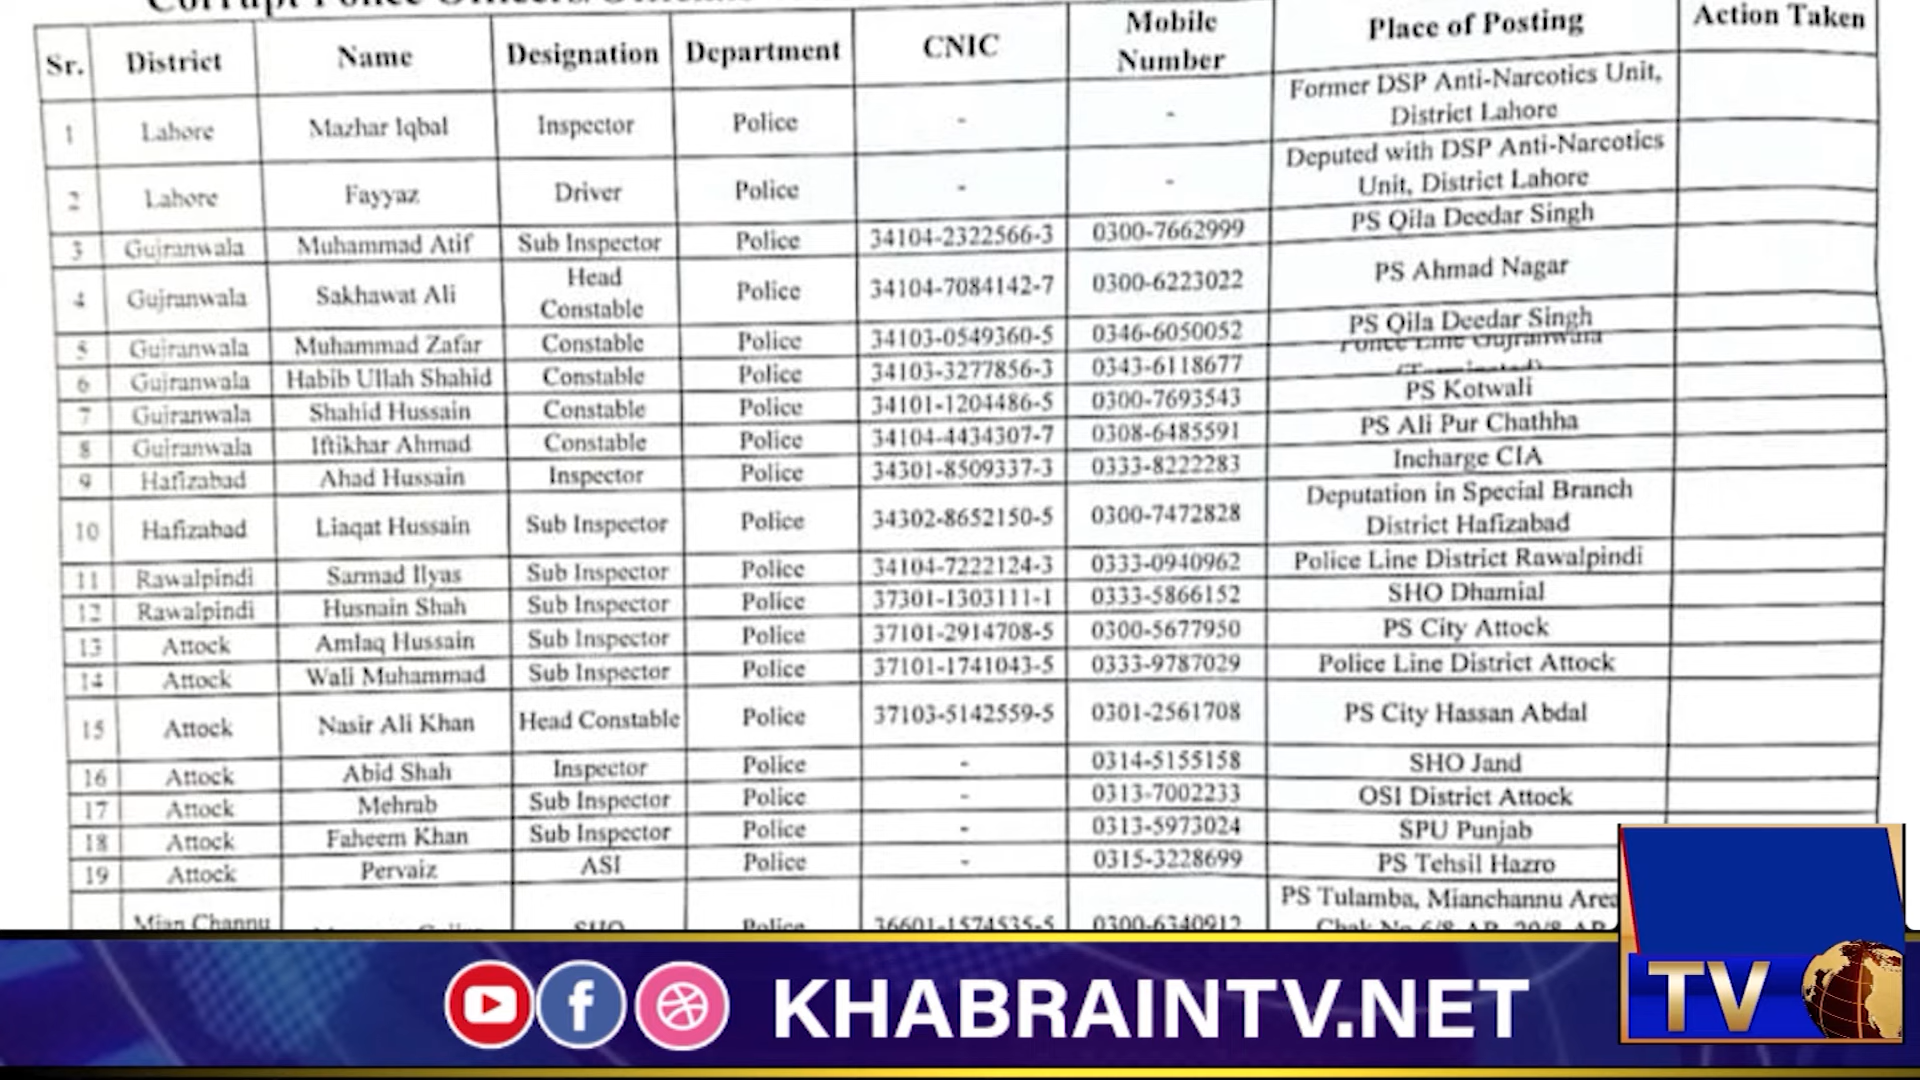 Corrupt Police Officers/
Sr. District Name Designation Department CNIC Mobile Number Place of Posting Action Taken
1 Lahore Mazhar Iqbal Inspector Police - - Former DSP Anti-Narcotics Unit, District Lahore
2 Lahore Fayyaz Driver Police - - Deputed with DSP Anti-Narcotics Unit, District Lahore
3 Gujranwala Muhammad Atif Sub Inspector Police 34104-2322566-3 0300-7662999 PS Qila Deedar Singh
4 Gujranwala Sakhawat Ali Head Constable Police 34104-7084142-7 0300-6223022 PS Ahmad Nagar
5 Gujranwala Muhammad Zafar Constable Police 34103-0549360-5 0346-6050052 PS Qila Deedar Singh
6 Gujranwala Habib Ullah Shahid Constable Police 34103-3277856-3 0343-6118677 Police Line Gujranwala
7 Gujranwala Shahid Hussain Constable Police 34101-1204486-5 0300-7693543 PS Kotwali
8 Gujranwala Iftikhar Ahmad Constable Police 34104-4434307-7 0308-6485591 PS Ali Pur Chathha
9 Hafizabad Ahad Hussain Inspector Police 34301-8509337-3 0333-8222283 Incharge CIA
10 Hafizabad Liaqat Hussain Sub Inspector Police 34302-8652150-5 0300-7472828 Deputation in Special Branch District Hafizabad
11 Rawalpindi Sarmad Ilyas Sub Inspector Police 34104-7222124-3 0333-0940962 Police Line District Rawalpindi
12 Rawalpindi Husnain Shah Sub Inspector Police 37301-1303111-1 0333-5866152 SHO Dhamial
13 Attock Amlaq Hussain Sub Inspector Police 37101-2914708-5 0300-5677950 PS City Attock
14 Attock Wali Muhammad Sub Inspector Police 37101-1741043-5 0333-9787029 Police Line District Attock
15 Attock Nasir Ali Khan Head Constable Police 37103-5142559-5 0301-2561708 PS City Hassan Abdal
16 Attock Abid Shah Inspector Police - 0314-5155158 SHO Jand
17 Attock Mehrab Sub Inspector Police - 0313-7002233 OSI District Attock
18 Attock Faheem Khan Sub Inspector Police - 0313-5973024 SPU Punjab
19 Attock Pervaiz ASI Police - 0315-3228699 PS Tehsil Hazro
Mian Channu SHO Police 36601-1574535-5 0300-6340912 PS Tulamba, Mianchannu Area
KHABRAINTV.NET
TV